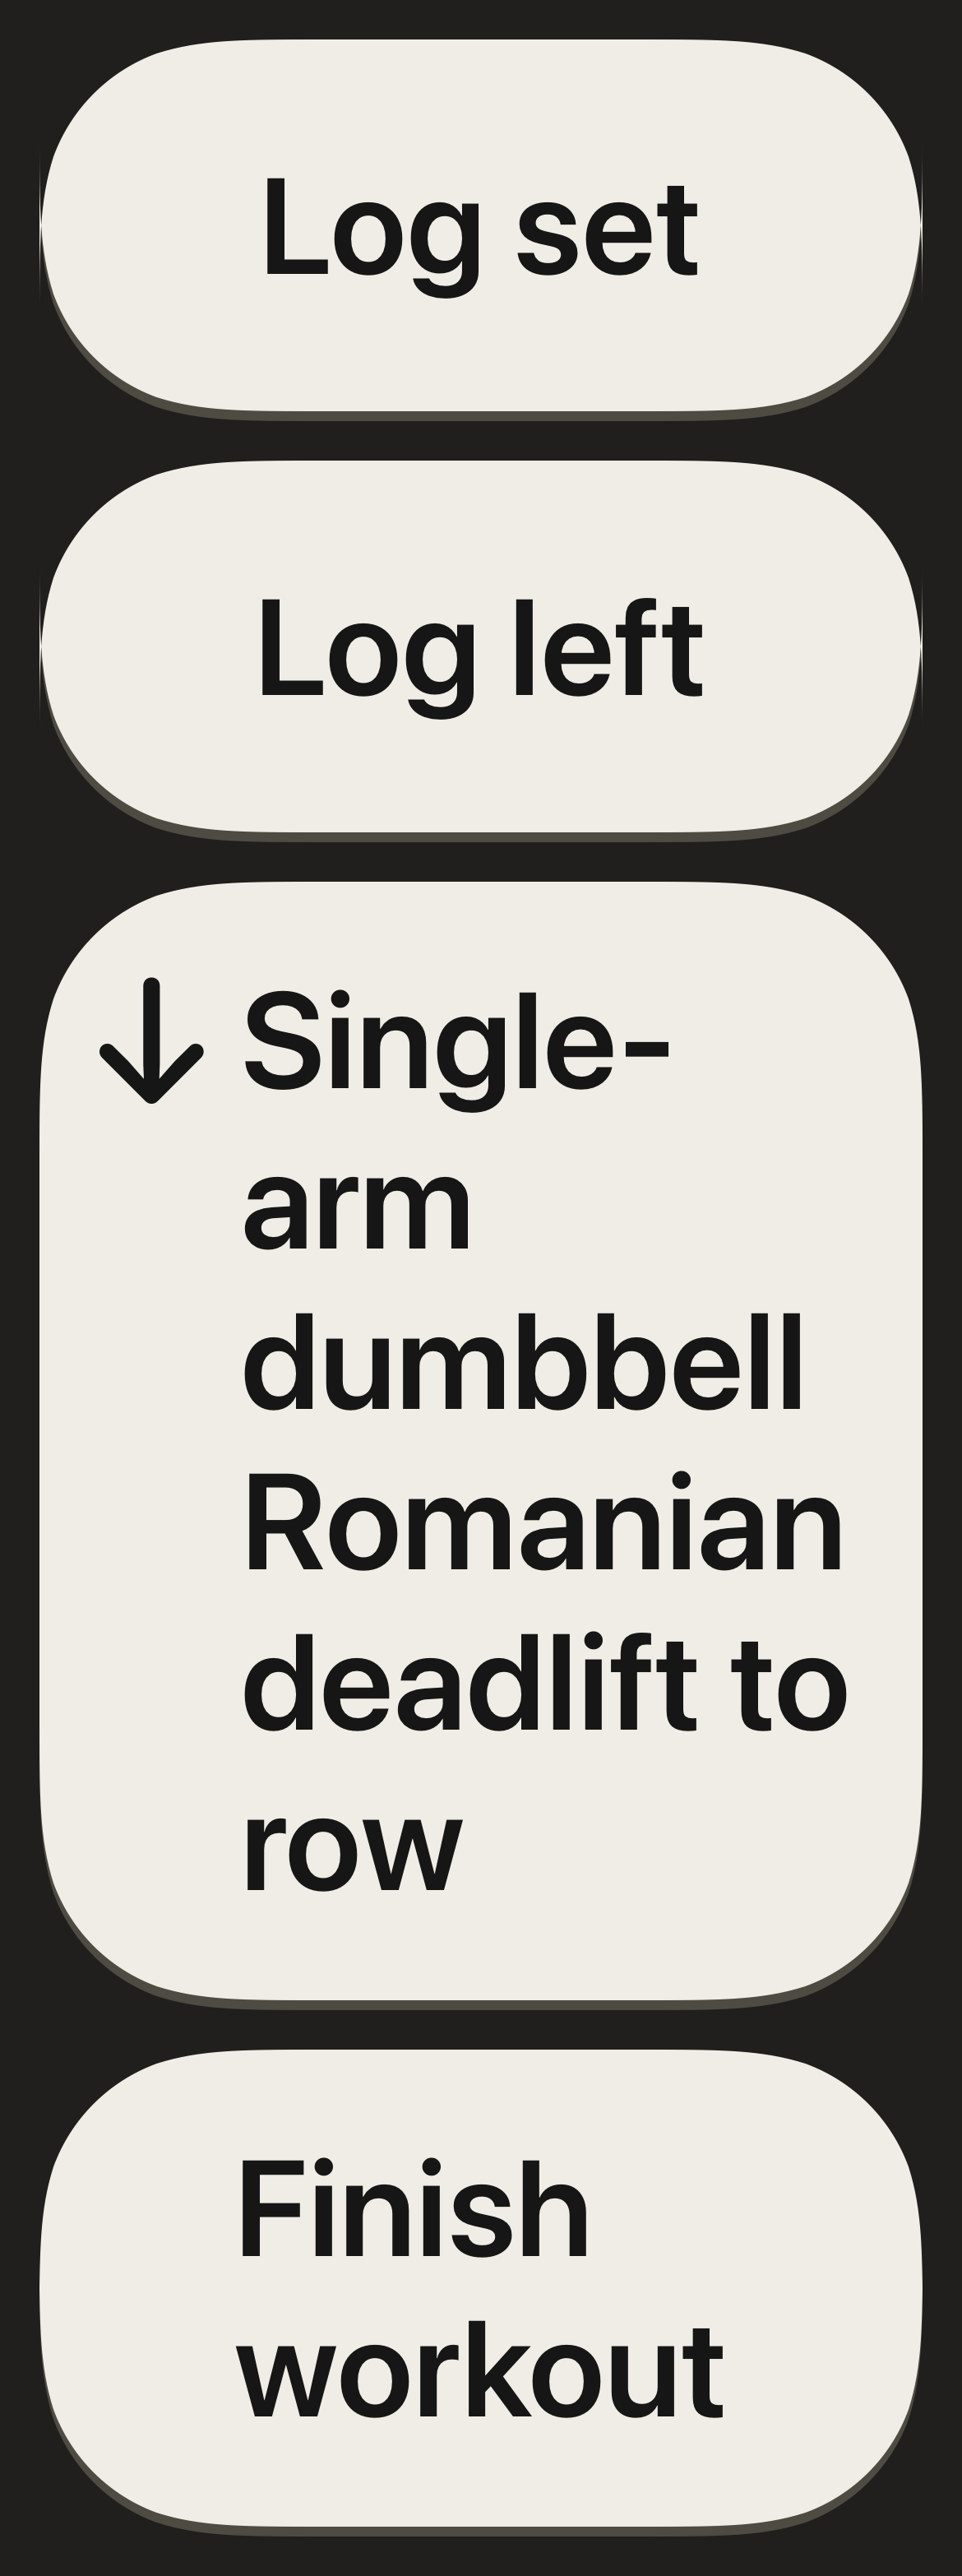 Log set
Log left
↓ Single-
arm
dumbbell
Romanian
deadlift to
row
Finish
workout